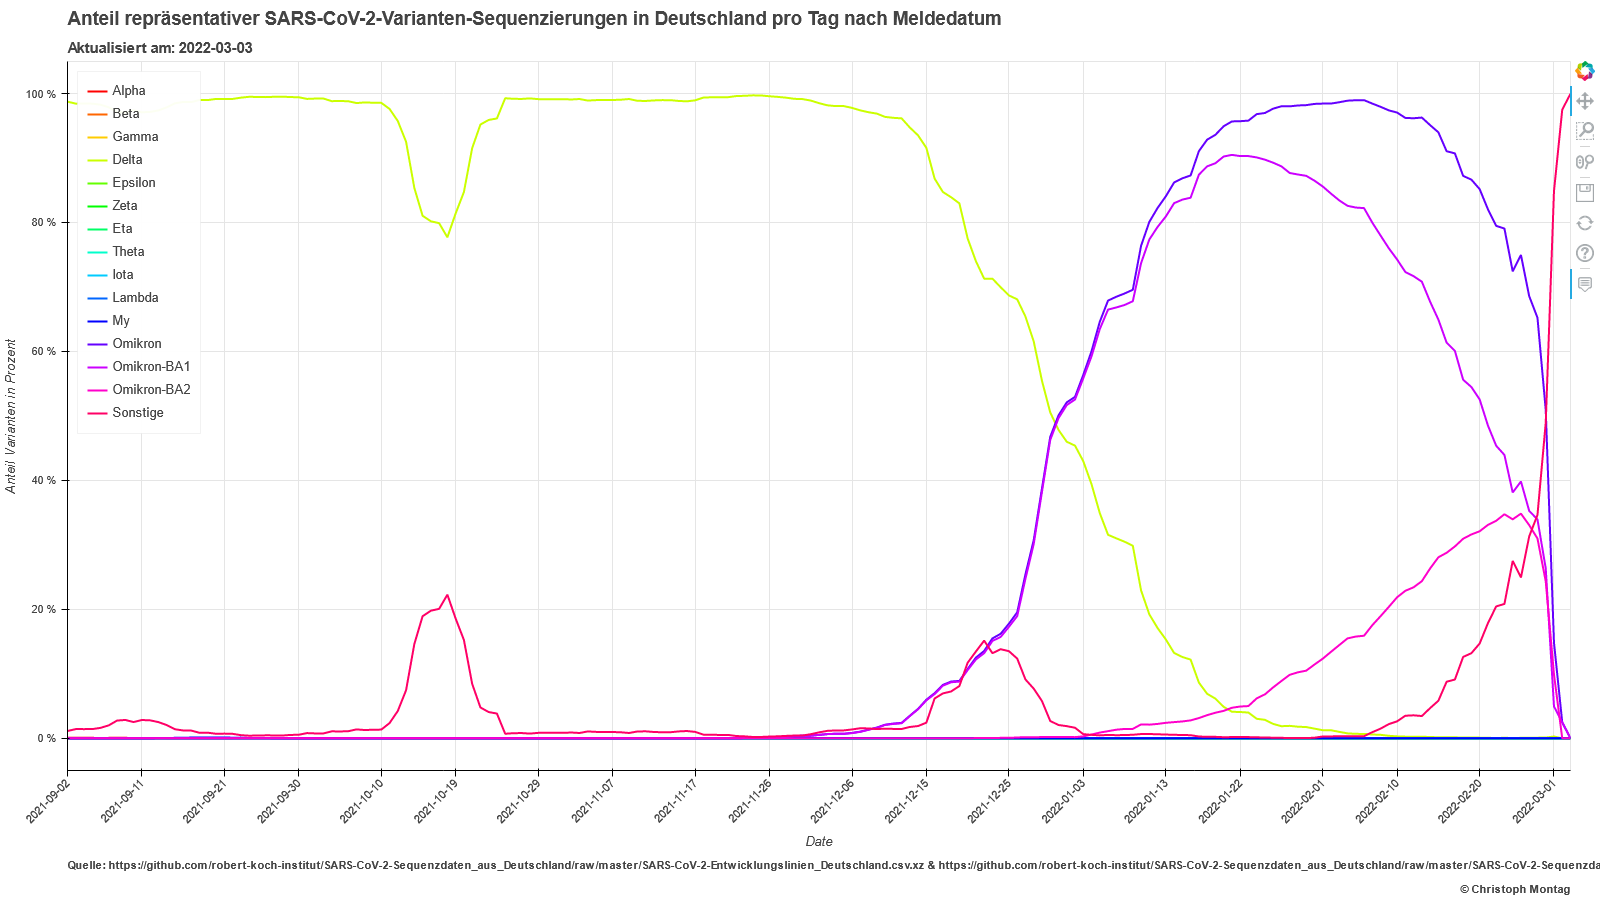 Anteil repräsentativer SARS-CoV-2-Varianten-Sequenzierungen in Deutschland pro Tag nach Meldedatum
Aktualisiert am: 2022-03-03
Alpha
Beta
Gamma
Delta
Epsilon
Zeta
Eta
Theta
Iota
Lambda
My
Omikron
Omikron-BA1
Omikron-BA2
Sonstige
Anteil Varianten in Prozent
100 %
80 %
60 %
40 %
20 %
0 %
2021-09-02
2021-09-11
2021-09-21
2021-09-30
2021-10-10
2021-10-19
2021-10-29
2021-11-07
2021-11-17
2021-11-26
2021-12-06
2021-12-15
2021-12-25
2022-01-03
2022-01-13
2022-01-22
2022-02-01
2022-02-10
2022-02-20
2022-03-01
Date
Quelle: https://github.com/robert-koch-institut/SARS-CoV-2-Sequenzdaten_aus_Deutschland/raw/master/SARS-CoV-2-Entwicklungslinien_Deutschland.csv.xz & https://github.com/robert-koch-institut/SARS-CoV-2-Sequenzdaten_aus_Deutschland/raw/master/SARS-CoV-2-Sequenzda
© Christoph Montag